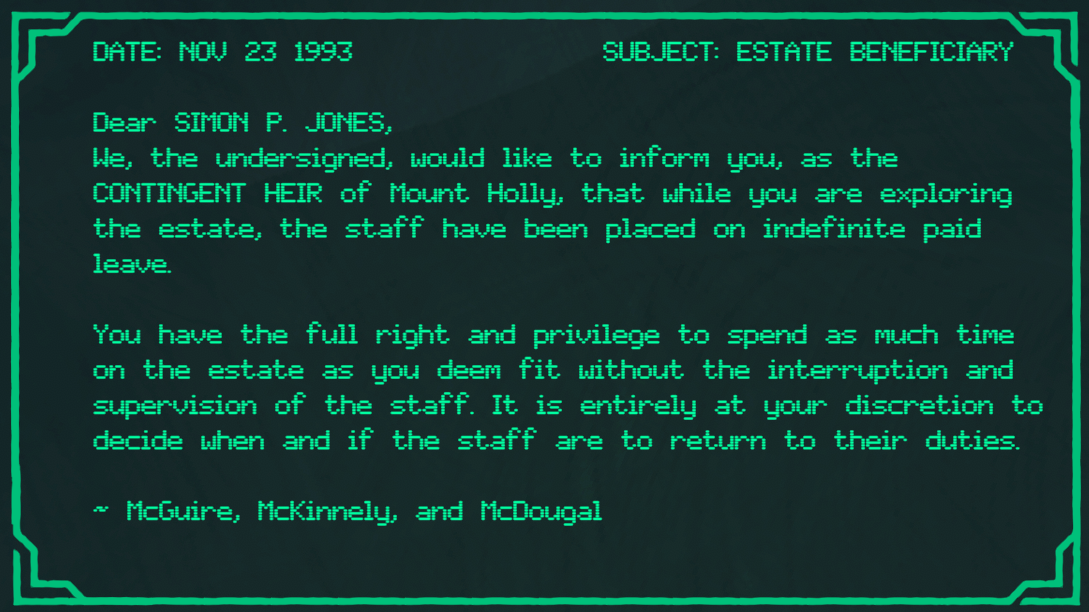 DATE: NOV 23 1993 SUBJECT: ESTATE BENEFICIARY
Dear SIMON P. JONES,
We, the undersigned, would like to inform you, as the
CONTINGENT HEIR of Mount Holly, that while you are exploring
the estate, the staff have been placed on indefinite paid
leave.
You have the full right and privilege to spend as much time
on the estate as you deem fit without the interruption and
supervision of the staff. It is entirely at your discretion to
decide when and if the staff are to return to their duties.
~ McGuire, McKinnely, and McDougal